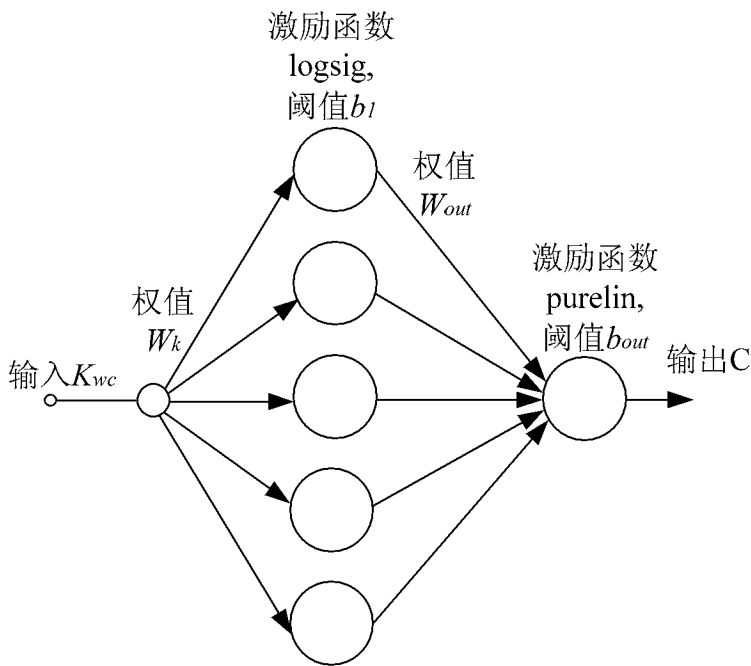 激励函数
logsig,
阈值b1
权值
Wout
激励函数
purelin,
阈值bout
权值
Wk
输入Kwc
输出C